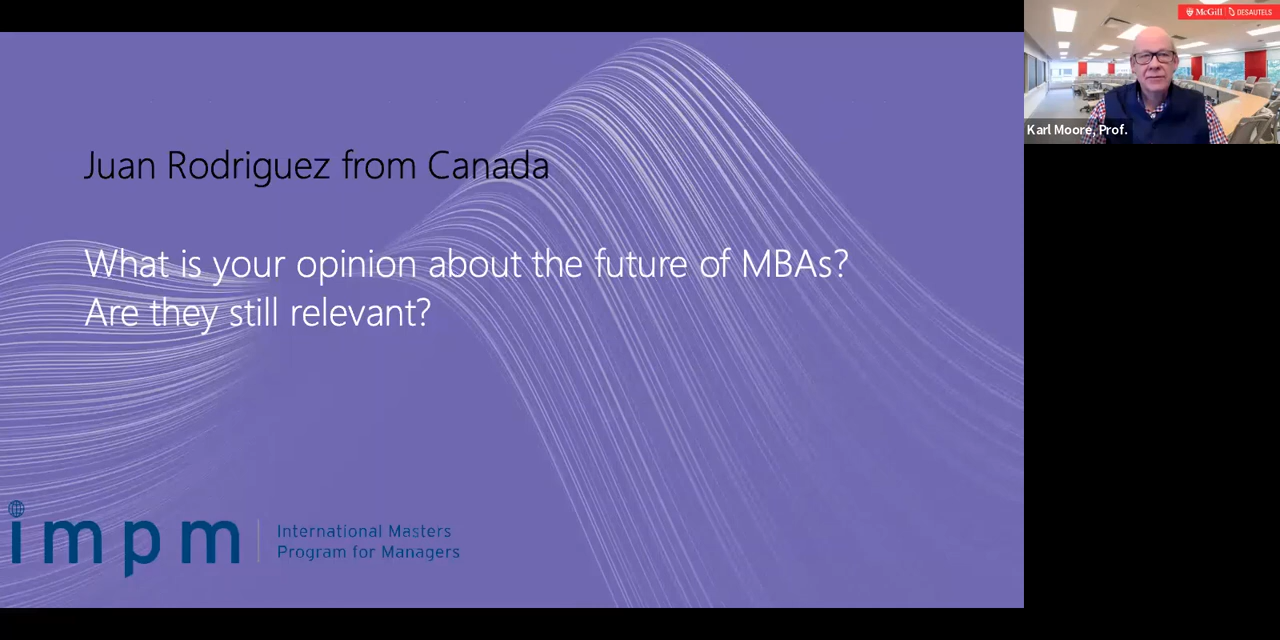 McGill DESAUTELS
Karl Moore, Prof.
Juan Rodriguez from Canada
What is your opinion about the future of MBAs?
Are they still relevant?
impm
International Masters
Program for Managers